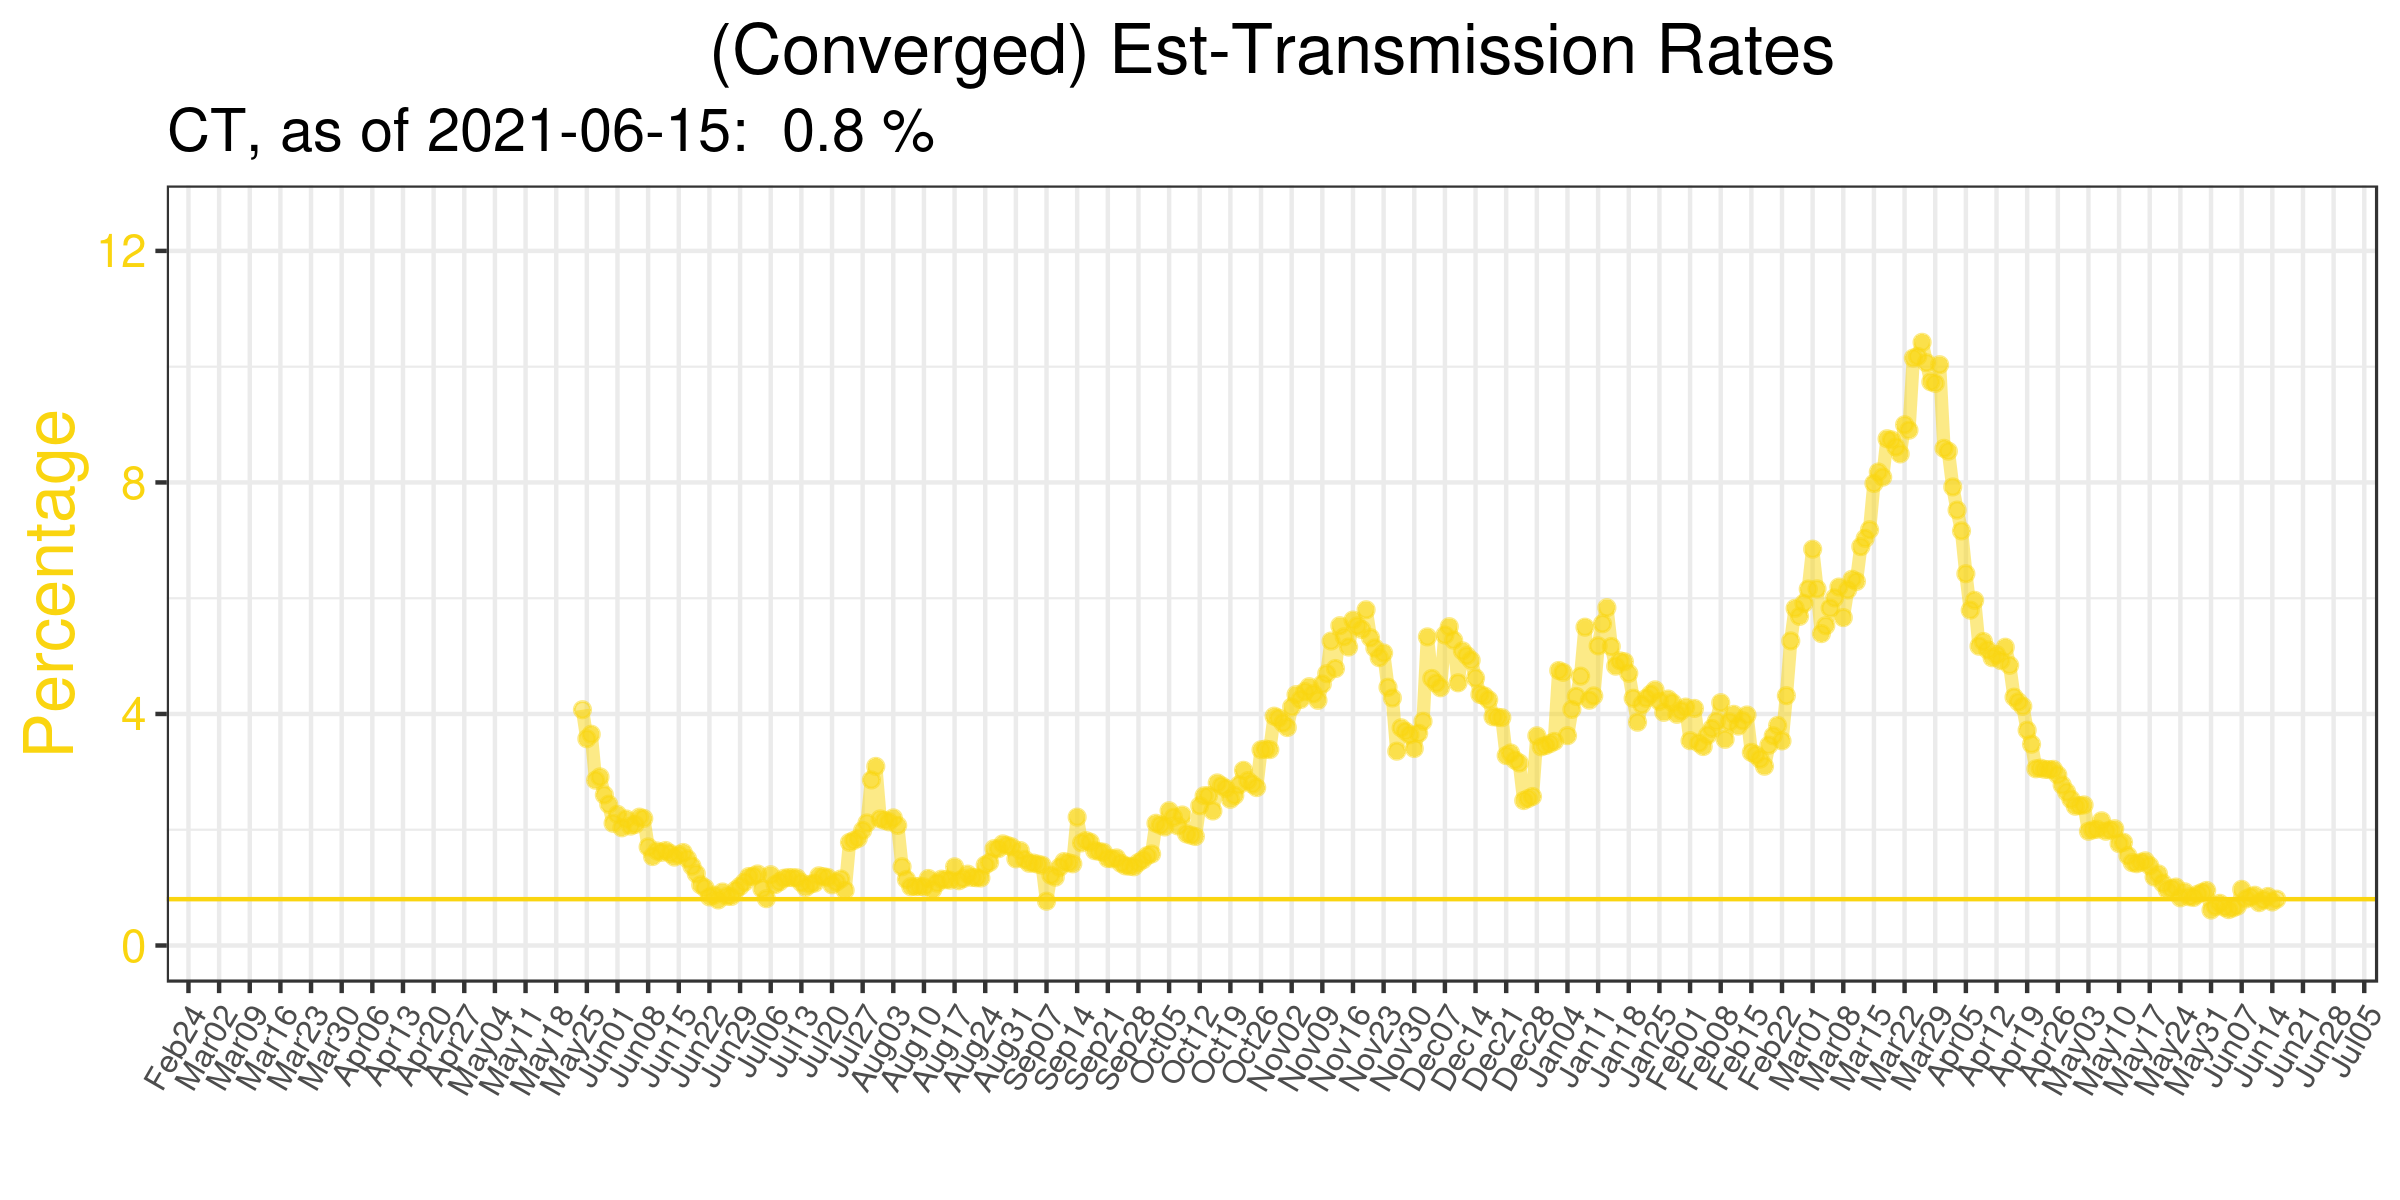 (Converged) Est-Transmission Rates
CT, as of 2021-06-15:  0.8 %
Percentage
12
8
4
0
Feb24
Mar02
Mar09
Mar16
Mar23
Mar30
Apr06
Apr13
Apr20
Apr27
May04
May11
May18
May25
Jun01
Jun08
Jun15
Jun22
Jun29
Jul06
Jul13
Jul20
Jul27
Aug03
Aug10
Aug17
Aug24
Aug31
Sep07
Sep14
Sep21
Sep28
Oct05
Oct12
Oct19
Oct26
Nov02
Nov09
Nov16
Nov23
Nov30
Dec07
Dec14
Dec21
Dec28
Jan04
Jan11
Jan18
Jan25
Feb01
Feb08
Feb15
Feb22
Mar01
Mar08
Mar15
Mar22
Mar29
Apr05
Apr12
Apr19
Apr26
May03
May10
May17
May24
May31
Jun07
Jun14
Jun21
Jun28
Jul05